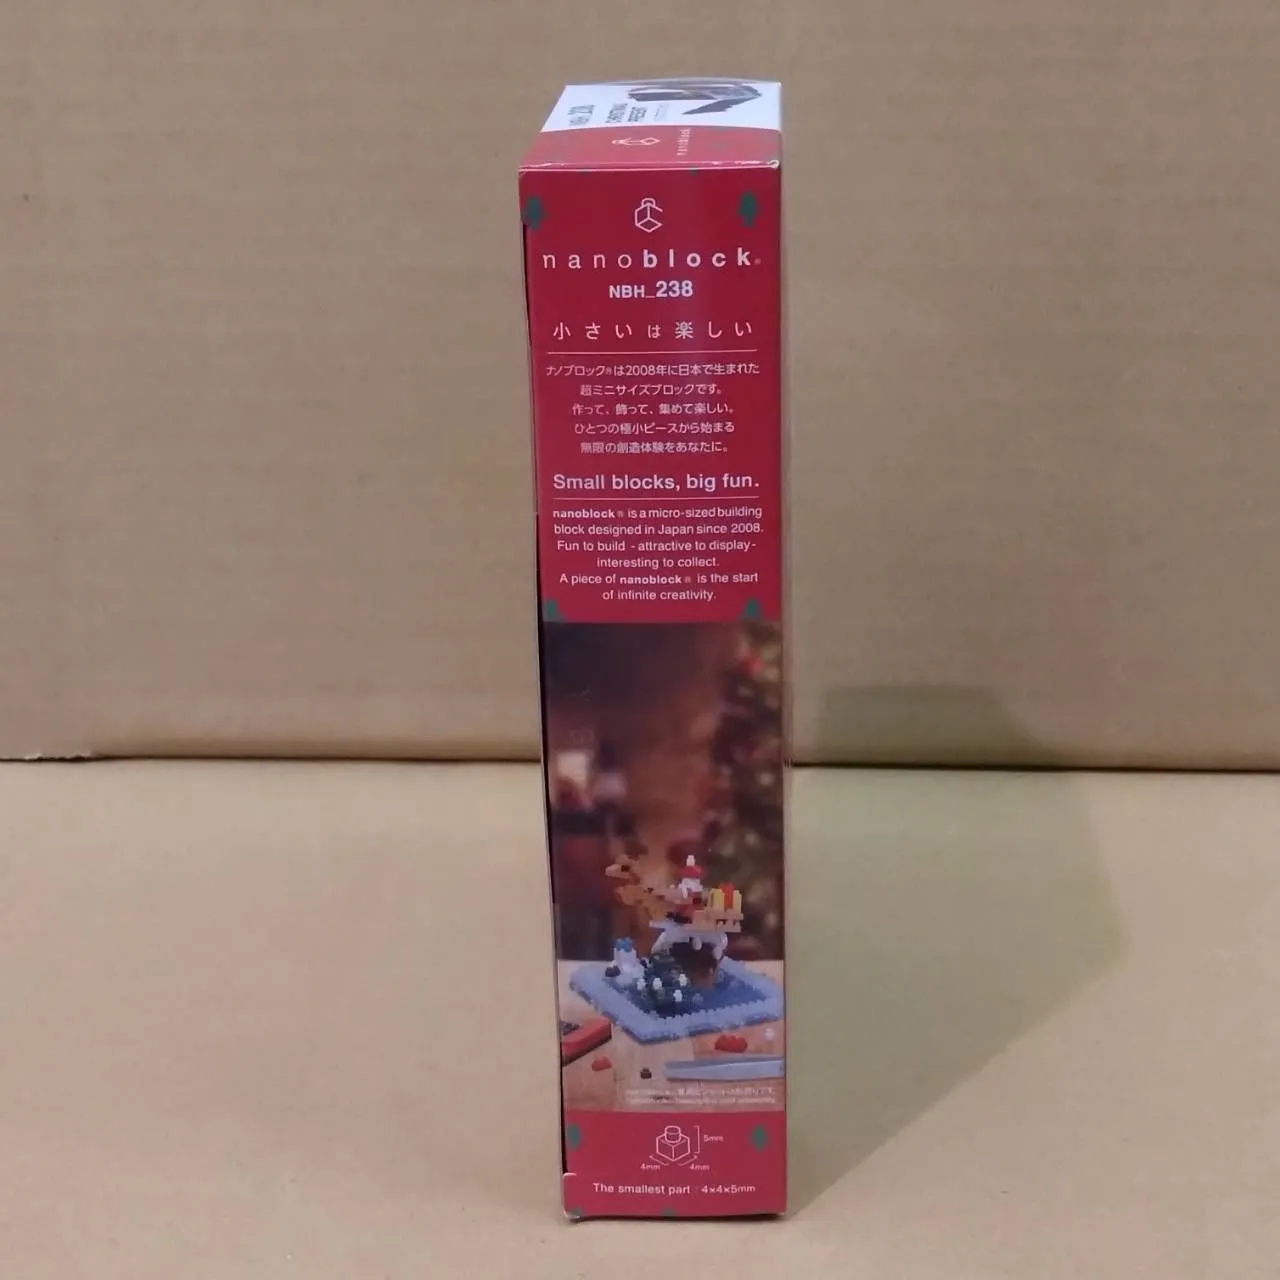 NBH_238
CHRISTMAS
PRESENT
nanoblock
nanoblock®
NBH_238
小さいは楽しい
ナノブロック®は2008年に日本で生まれた
超ミニサイズブロックです。
作って、飾って、集めて楽しい。
ひとつの極小ピースから始まる
無限の創造体験をあなたに。
Small blocks, big fun.
nanoblock® is a micro-sized building
block designed in Japan since 2008.
Fun to build - attractive to display-
interesting to collect.
A piece of nanoblock® is the start
of infinite creativity.
5mm
4mm 4mm
The smallest part : 4×4×5mm